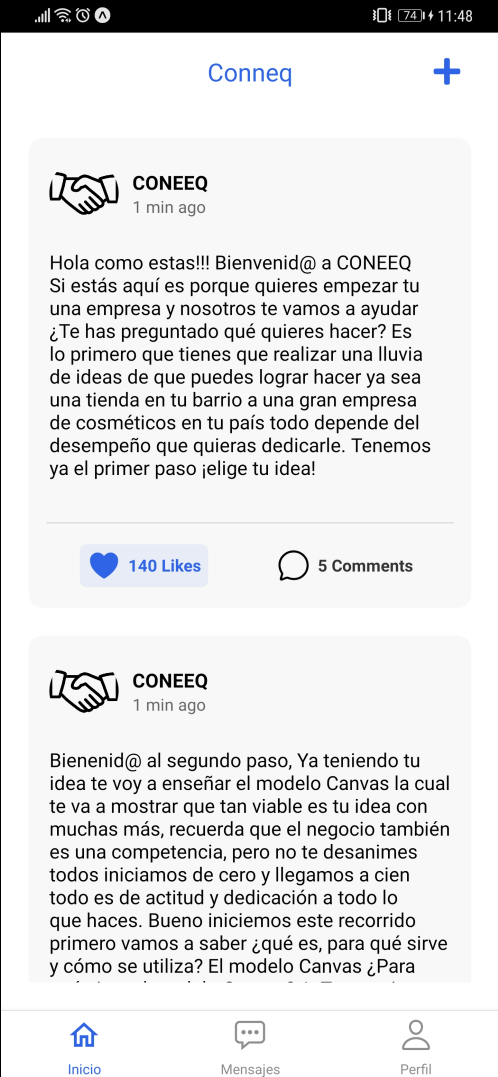 74 11:48
Conneq
CONEEQ
1 min ago
Hola como estas!!! Bienvenid@ a CONEEQ
Si estás aquí es porque quieres empezar tu
una empresa y nosotros te vamos a ayudar
¿Te has preguntado qué quieres hacer? Es
lo primero que tienes que realizar una lluvia
de ideas de que puedes lograr hacer ya sea
una tienda en tu barrio a una gran empresa
de cosméticos en tu país todo depende del
desempeño que quieras dedicarle. Tenemos
ya el primer paso ¡elige tu idea!
140 Likes
5 Comments
CONEEQ
1 min ago
Bienenid@ al segundo paso, Ya teniendo tu
idea te voy a enseñar el modelo Canvas la cual
te va a mostrar que tan viable es tu idea con
muchas más, recuerda que el negocio también
es una competencia, pero no te desanimes
todos iniciamos de cero y llegamos a cien
todo es de actitud y dedicación a todo lo
que haces. Bueno iniciemos este recorrido
primero vamos a saber ¿qué es, para qué sirve
y cómo se utiliza? El modelo Canvas ¿Para
Inicio
Mensajes
Perfil